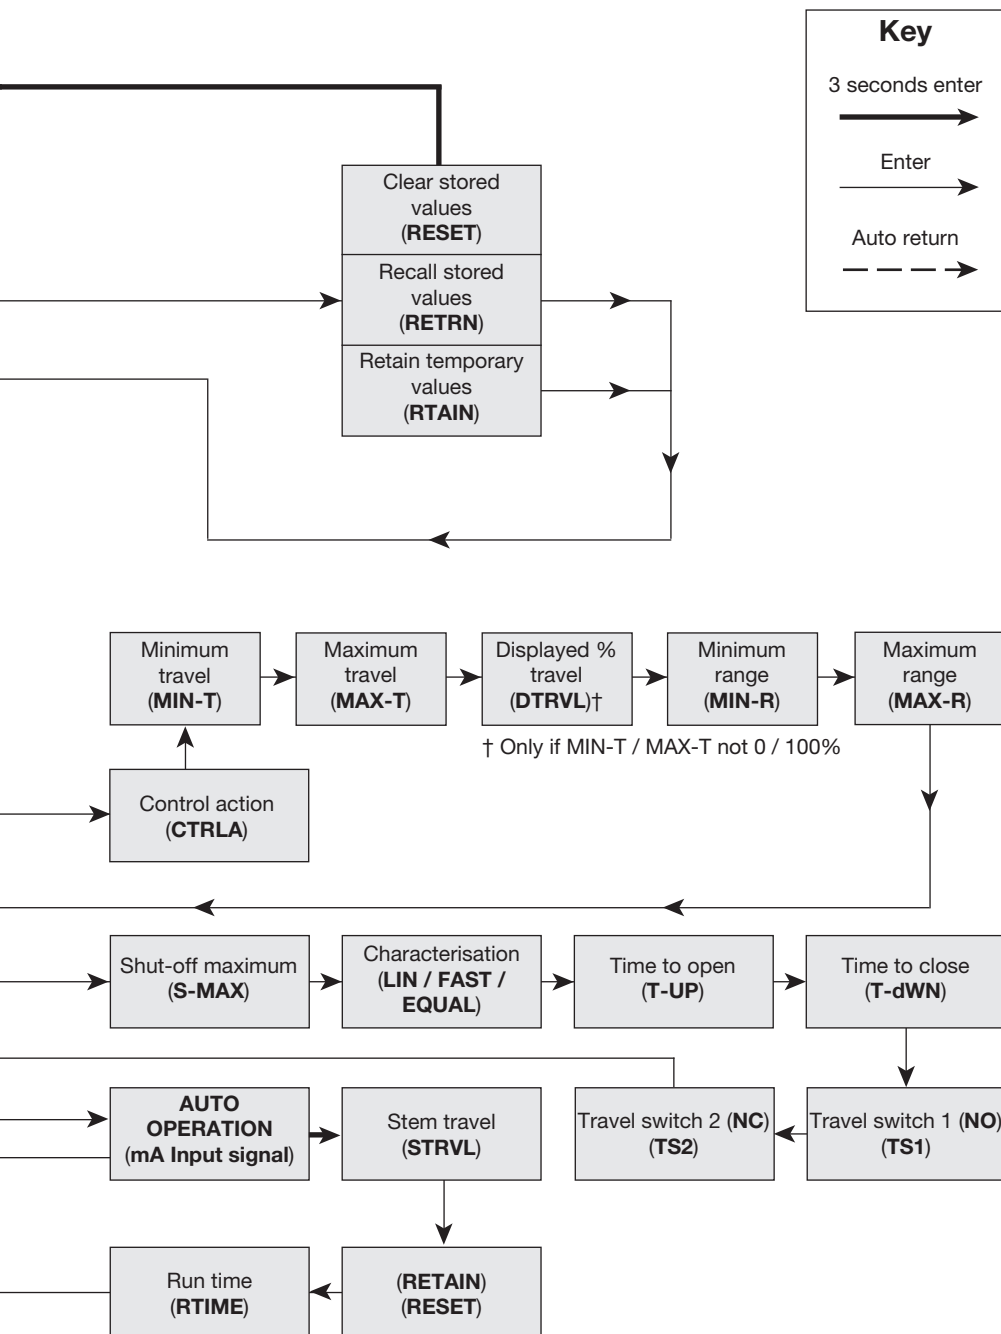 Key
3 seconds enter
Enter
Auto return
Clear stored
values
(RESET)
Recall stored
values
(RETRN)
Retain temporary
values
(RTAIN)
Minimum
travel
(MIN-T)
Maximum
travel
(MAX-T)
Displayed %
travel
(DTRVL)†
Minimum
range
(MIN-R)
Maximum
range
(MAX-R)
† Only if MIN-T / MAX-T not 0 / 100%
Control action
(CTRLA)
Shut-off maximum
(S-MAX)
Characterisation
(LIN / FAST /
EQUAL)
Time to open
(T-UP)
Time to close
(T-dWN)
AUTO
OPERATION
(mA Input signal)
Stem travel
(STRVL)
Travel switch 2 (NC)
(TS2)
Travel switch 1 (NO)
(TS1)
Run time
(RTIME)
(RETAIN)
(RESET)